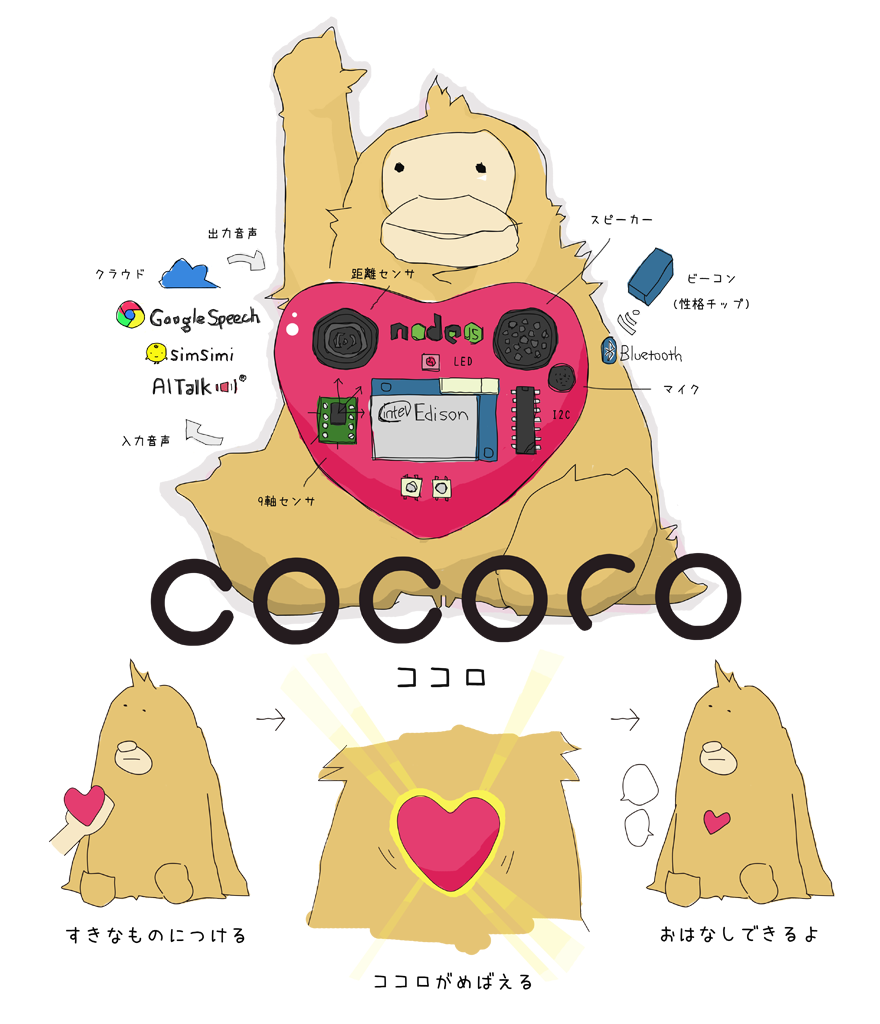 スピーカー
出力音声
クラウド
距離センサ
ビーコン
(性格チップ)
Google Speech
node JS
Bluetooth
SimSimi
LED
AITalk ®
マイク
intel Edison
I2C
入力音声
9軸センサ
cocoro
ココロ
すきなものにつける
おはなしできるよ
ココロがめばえる